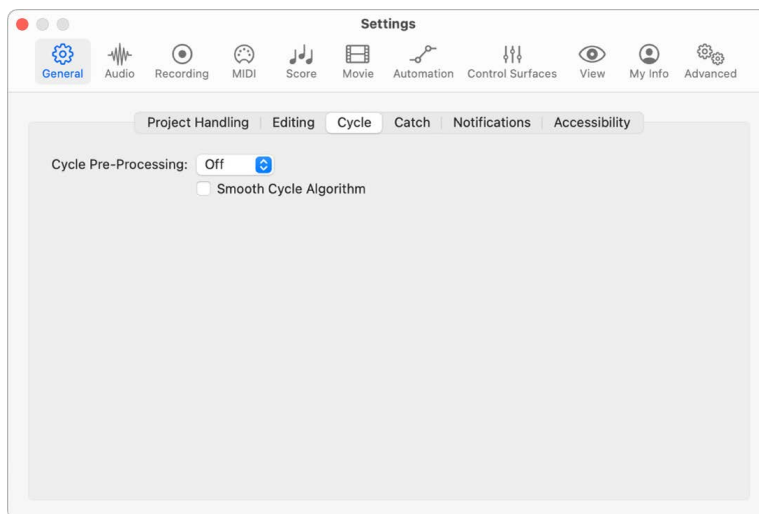 Settings
General Audio Recording MIDI Score Movie Automation Control Surfaces View My Info Advanced
Project Handling Editing Cycle Catch Notifications Accessibility
Cycle Pre-Processing: Off
Smooth Cycle Algorithm